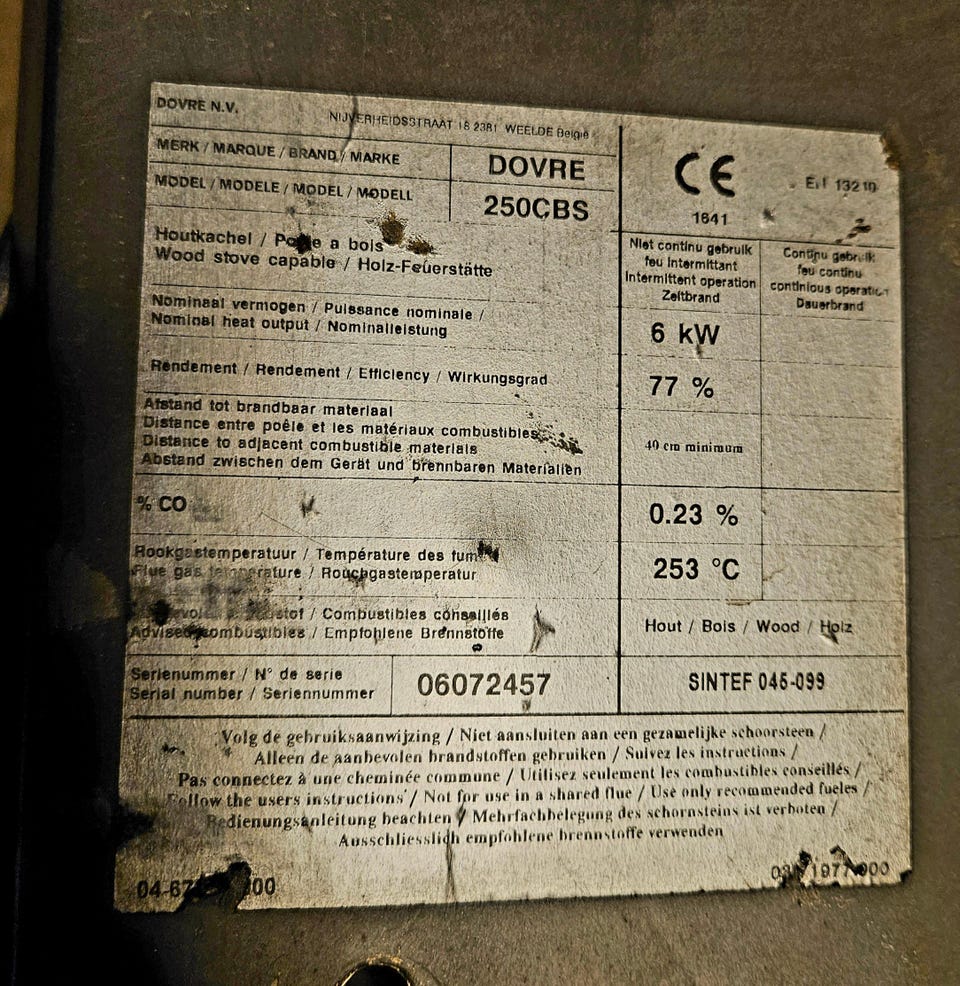 DOVRE N.V.
NIJVERHEIDSSTRAAT 18 2381 WEELDE België
MERK / MARQUE / BRAND / MARKE
DOVRE
MODEL / MODELE / MODEL / MODELL
250CBS
CE
1641
13240
Houtkachel / a bois
Wood stove capable / Holz-Feuerstätte
Niet continu gebruik
feu intermittant
Intermittent operation
Zeitbrand
Continu gebruik
feu continu
continious operation
Dauerbrand
Nominaal vermogen / Puissance nominale /
Nominal heat output / Nominalleistung
6 kW
Rendement / Rendement / Efficiency / Wirkungsgrad
77 %
Afstand tot brandbaar materiaal
Distance entre poêle et les matériaux combustibles
Distance to adjacent combustible materials
Abstand zwischen dem Gerät und brennbaren Materialien
40 cm minimum
% CO
0.23 %
Rookgastemperatuur / Température des
Flue gas temperature / Rouchgastemperatur
253 °C
/ Combustibles conseillés
Advised combustibles / Empfohlene Brennstoffe
Hout / Bois / Wood / Holz
Serienummer / N° de serie
Serial number / Seriennummer
06072457
SINTEF 045-099
Volg de gebruiksaanwijzing / Niet aansluiten aan een gezamelijke schoorsteen /
Alleen de aanbevolen brandstoffen gebruiken / Suivez les instructions /
Pas connectez à une cheminée commune / Utilisez seulement les combustibles conseillés /
Follow the users instructions / Not for use in a shared flue / Use only recommended fueles /
Bedienungsanleitung beachten / Mehrfachbelegung des schornsteins ist verboten /
Ausschliesslich empfohlene brennstoffe verwenden